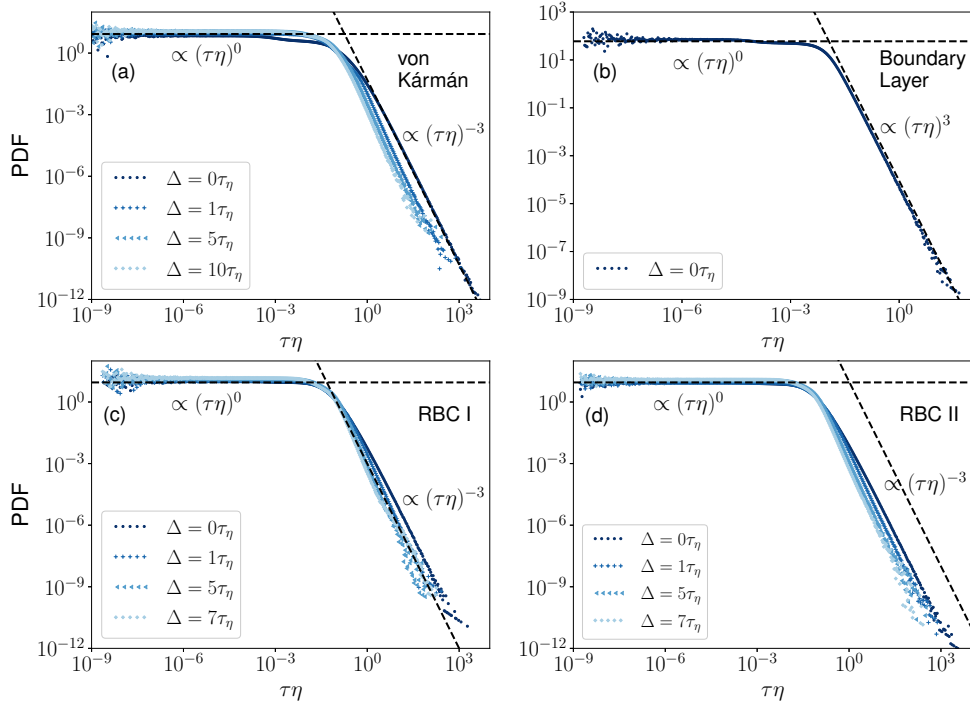 10^0
10^{-3}
10^{-6}
10^{-9}
10^{-12}
PDF
(a)
∝ (τη)^0
von
Kármán
∝ (τη)^{-3}
Δ = 0τ_η
Δ = 1τ_η
Δ = 5τ_η
Δ = 10τ_η
10^{-9} 10^{-6} 10^{-3} 10^0 10^3
τη
10^3
10^1
10^{-1}
10^{-3}
10^{-5}
10^{-7}
10^{-9}
(b)
∝ (τη)^0
Boundary
Layer
∝ (τη)^3
Δ = 0τ_η
10^{-9} 10^{-6} 10^{-3} 10^0
τη
10^0
10^{-3}
10^{-6}
10^{-9}
10^{-12}
PDF
(c)
∝ (τη)^0
RBC I
∝ (τη)^{-3}
Δ = 0τ_η
Δ = 1τ_η
Δ = 5τ_η
Δ = 7τ_η
10^{-9} 10^{-6} 10^{-3} 10^0 10^3
τη
10^0
10^{-3}
10^{-6}
10^{-9}
10^{-12}
(d)
∝ (τη)^0
RBC II
∝ (τη)^{-3}
Δ = 0τ_η
Δ = 1τ_η
Δ = 5τ_η
Δ = 7τ_η
10^{-9} 10^{-6} 10^{-3} 10^0 10^3
τη